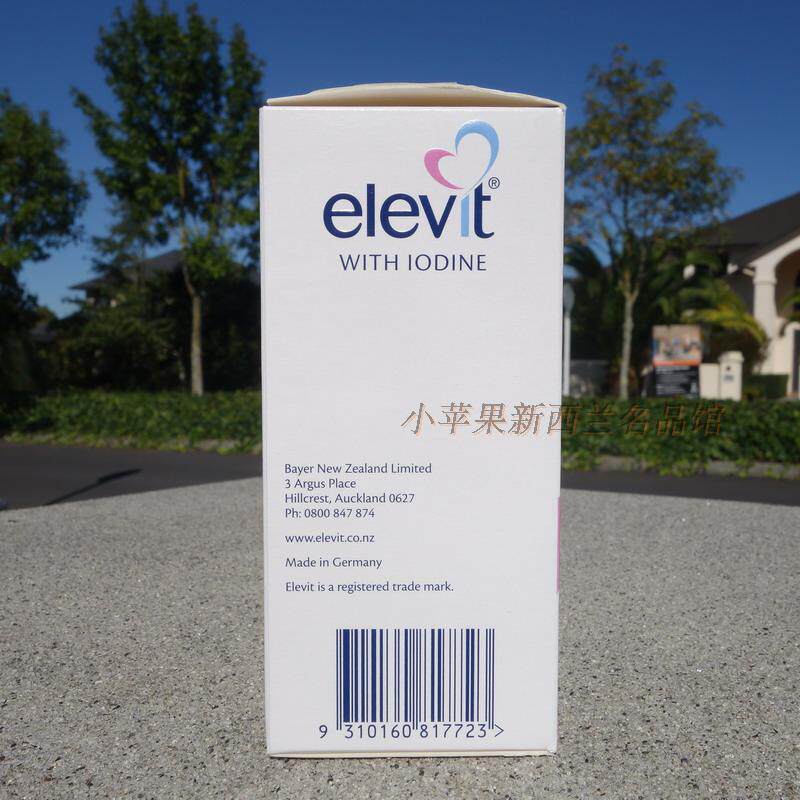 elevit®
WITH IODINE
小苹果新西兰名品馆
Bayer New Zealand Limited
3 Argus Place
Hillcrest, Auckland 0627
Ph: 0800 847 874
www.elevit.co.nz
Made in Germany
Elevit is a registered trade mark.
9 310160 817723 >